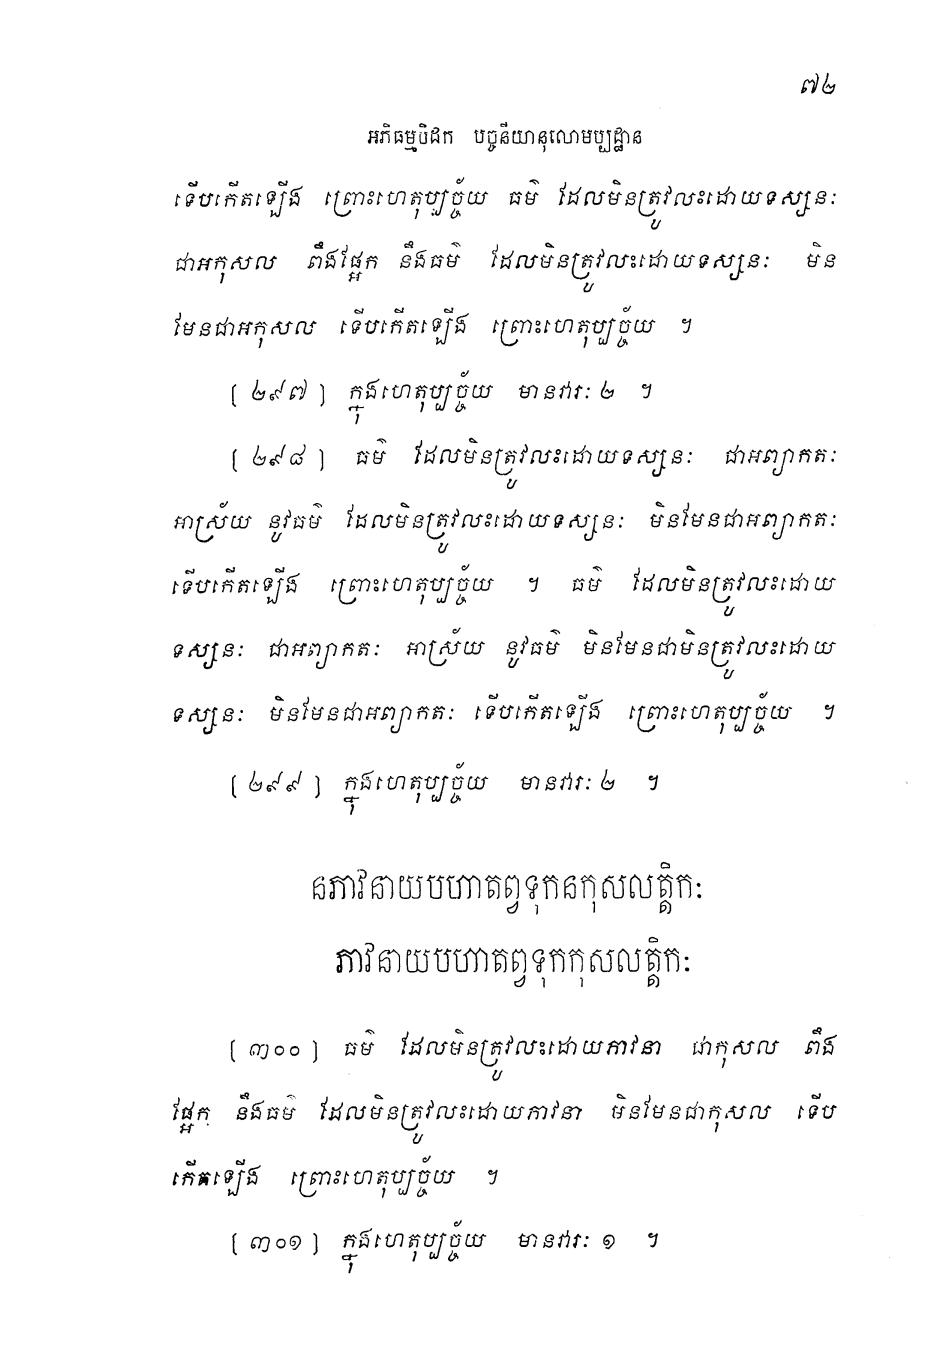 ៧២
អភិធម្មបិដក បច្ចនីយានុលោមប្បដ្ឋាន
ទើបកើតឡើង ព្រោះហេតុប្បច្ច័យ ធម៌ ដែលមិនត្រូវលះដោយទស្សនៈ
ជាអកុសល ពឹងផ្អែក នឹងធម៌ ដែលមិនត្រូវលះដោយទស្សនៈ មិន
មែនជាអកុសល ទើបកើតឡើង ព្រោះហេតុប្បច្ច័យ ។
[ ២៩៧ ] ក្នុងហេតុប្បច្ច័យ មានវារៈ ២ ។
[ ២៩៨ ] ធម៌ ដែលមិនត្រូវលះដោយទស្សនៈ ជាអព្យាកតៈ
អាស្រ័យ នូវធម៌ ដែលមិនត្រូវលះដោយទស្សនៈ មិនមែនជាអព្យាកតៈ
ទើបកើតឡើង ព្រោះហេតុប្បច្ច័យ ។ ធម៌ ដែលមិនត្រូវលះដោយ
ទស្សនៈ ជាអព្យាកតៈ អាស្រ័យ នូវធម៌ មិនមែនជាមិនត្រូវលះដោយ
ទស្សនៈ មិនមែនជាអព្យាកតៈ ទើបកើតឡើង ព្រោះហេតុប្បច្ច័យ ។
[ ២៩៩ ] ក្នុងហេតុប្បច្ច័យ មានវារៈ ២ ។
នភាវនាយបហាតព្វទុកនកុសលត្តិកៈ
ភាវនាយបហាតព្វទុកកុសលត្តិកៈ
[ ៣០០ ] ធម៌ ដែលមិនត្រូវលះដោយភាវនា ជាកុសល ពឹង
ផ្អែក នឹងធម៌ ដែលមិនត្រូវលះដោយភាវនា មិនមែនជាកុសល ទើប
កើតឡើង ព្រោះហេតុប្បច្ច័យ ។
[ ៣០១ ] ក្នុងហេតុប្បច្ច័យ មានវារៈ ១ ។